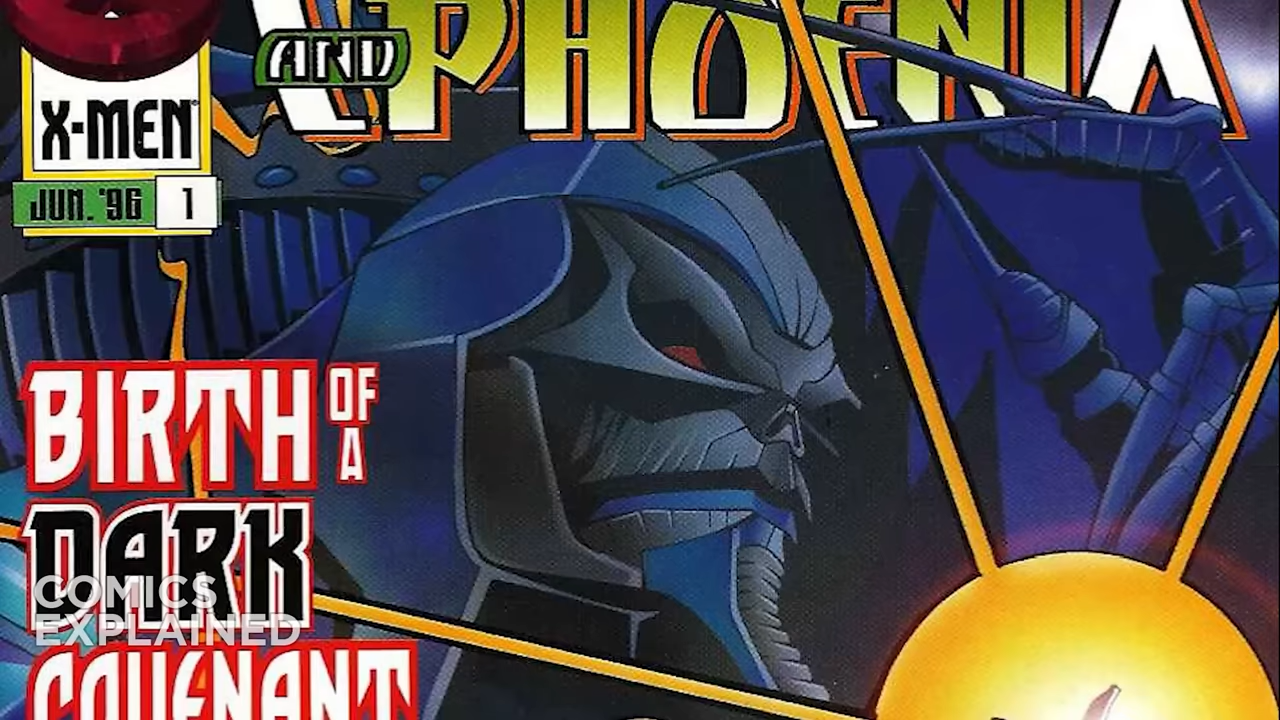 AND PHOENIX
X-MEN
JUN. '96 1
BIRTH OF A
DARK
COVENANT
COMICS
EXPLAINED